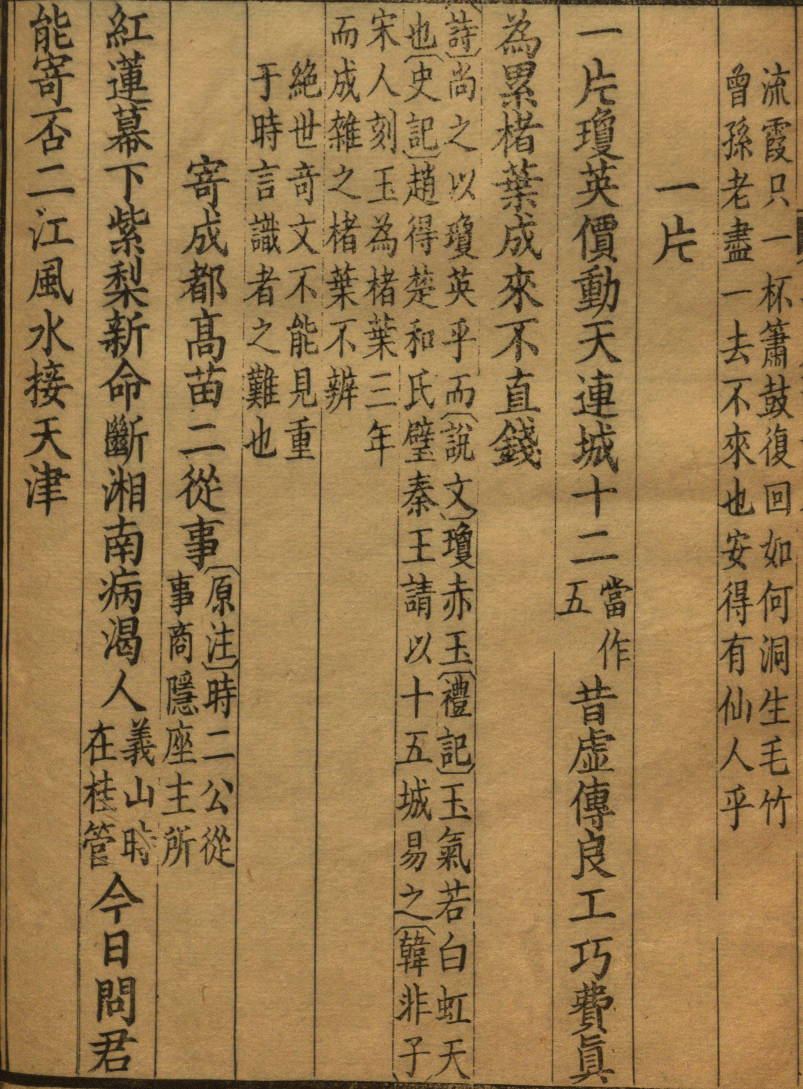 流霞只一杯簫鼓復回如何洞生毛竹
曾孫老盡一去不來也安得有仙人乎
一片
一片瓊英價動天連城十二當作五昔虛傳良工巧費眞
為累楮葉成來不直錢
詩尚之以瓊英乎而〔說文〕瓊赤玉〔禮記〕玉氣若白虹天
也〔史記〕趙得楚和氏璧秦王請以十五城易之〔韓非子〕
宋人刻玉為楮葉三年
而成雜之楮葉不辨
絶世竒文不能見重
于時言識者之難也
寄成都髙苗二從事〔原注〕時二公從事商隱座主所
紅蓮幕下紫梨新命斷湘南病渴人義山時在桂管今日問君
能寄否二江風水接天津